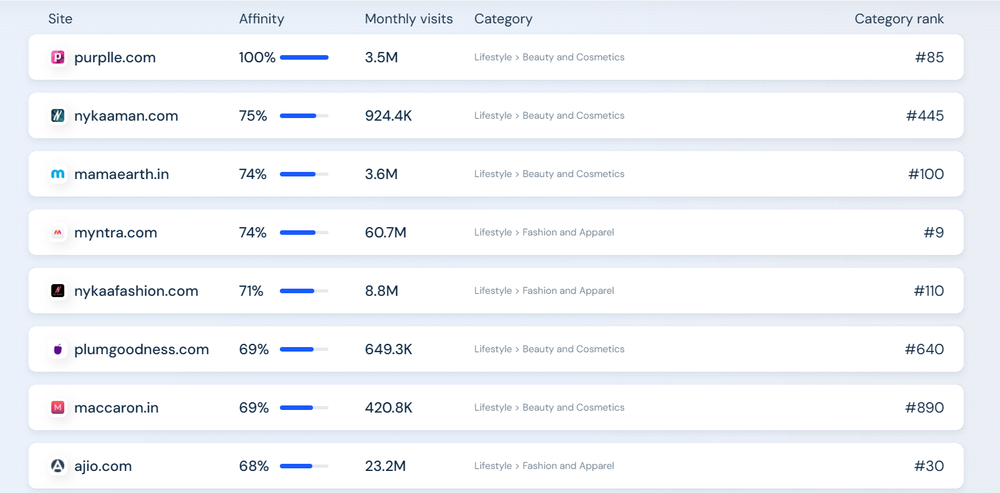 Site Affinity Monthly visits Category Category rank
purplle.com 100% 3.5M Lifestyle > Beauty and Cosmetics #85
nykaaman.com 75% 924.4K Lifestyle > Beauty and Cosmetics #445
mamaearth.in 74% 3.6M Lifestyle > Beauty and Cosmetics #100
myntra.com 74% 60.7M Lifestyle > Fashion and Apparel #9
nykaafashion.com 71% 8.8M Lifestyle > Fashion and Apparel #110
plumgoodness.com 69% 649.3K Lifestyle > Beauty and Cosmetics #640
maccaron.in 69% 420.8K Lifestyle > Beauty and Cosmetics #890
ajio.com 68% 23.2M Lifestyle > Fashion and Apparel #30